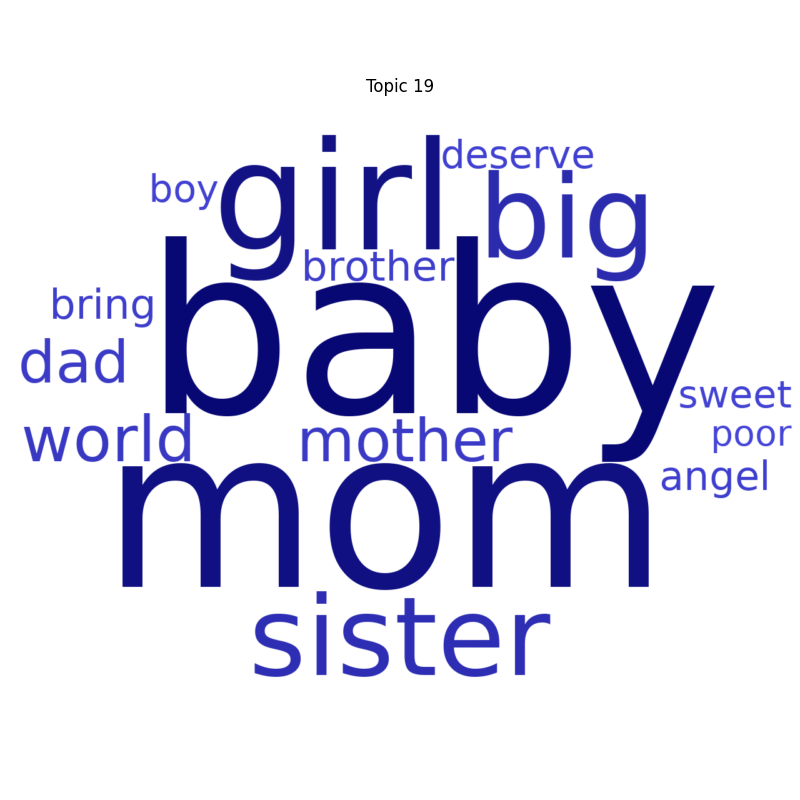 Topic 19
deserve
boy
girl
big
brother
baby
bring
dad
sweet
world
mother
poor
angel
mom
sister